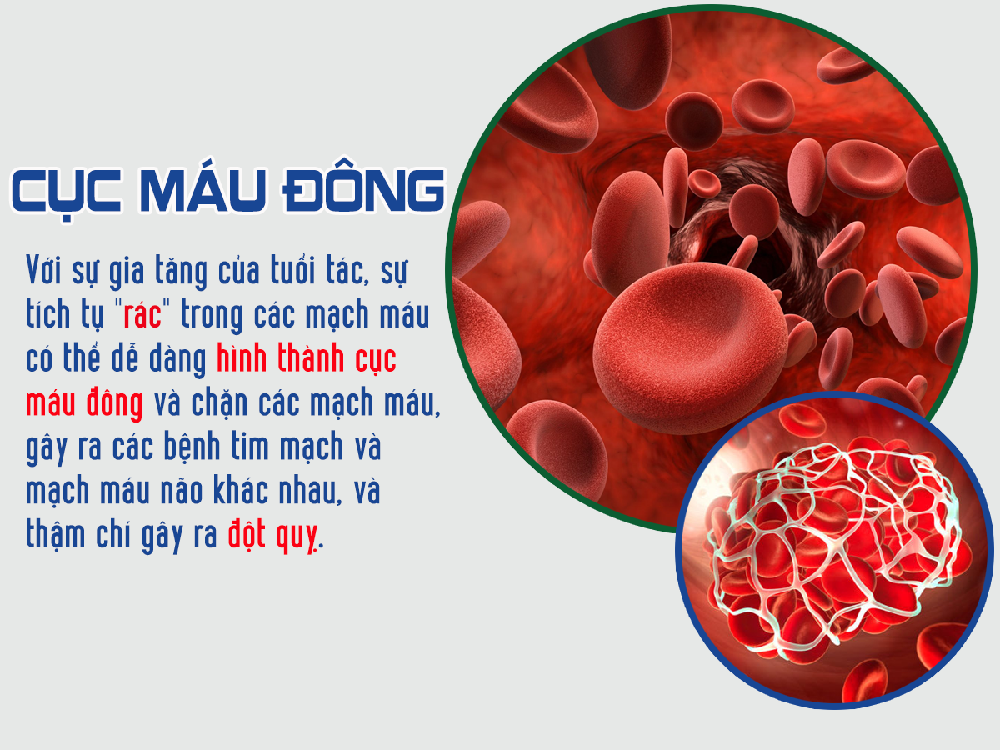 CỤC MÁU ĐÔNG
Với sự gia tăng của tuổi tác, sự
tích tụ "rác" trong các mạch máu
có thể dễ dàng hình thành cục
máu đông và chặn các mạch máu,
gây ra các bệnh tim mạch và
mạch máu não khác nhau, và
thậm chí gây ra đột quỵ.